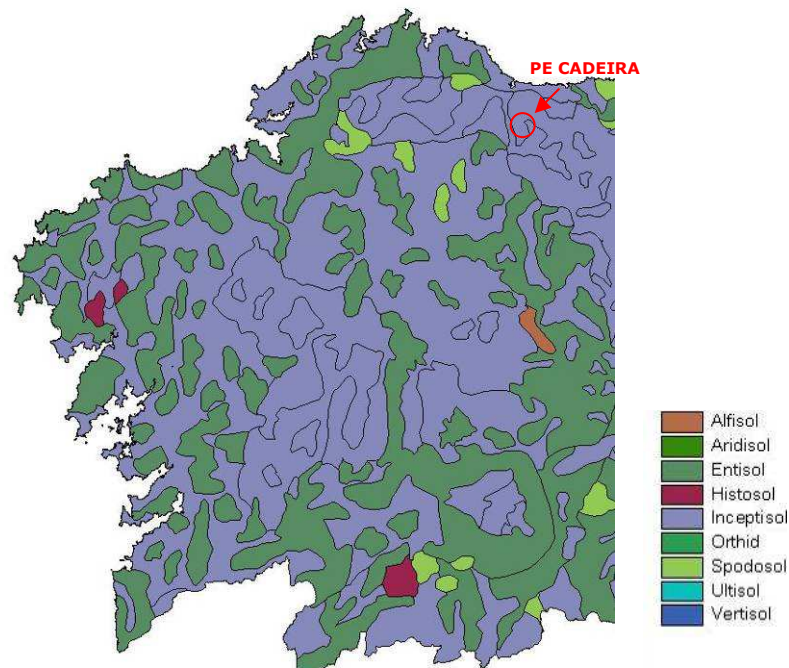 PE CADEIRA
Alfisol
Aridisol
Entisol
Histosol
Inceptisol
Orthid
Spodosol
Ultisol
Vertisol